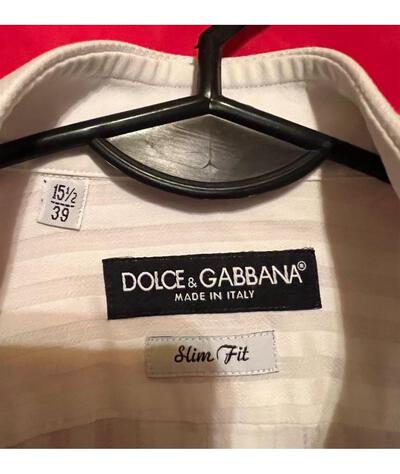 15½
39
DOLCE & GABBANA®
MADE IN ITALY
Slim Fit